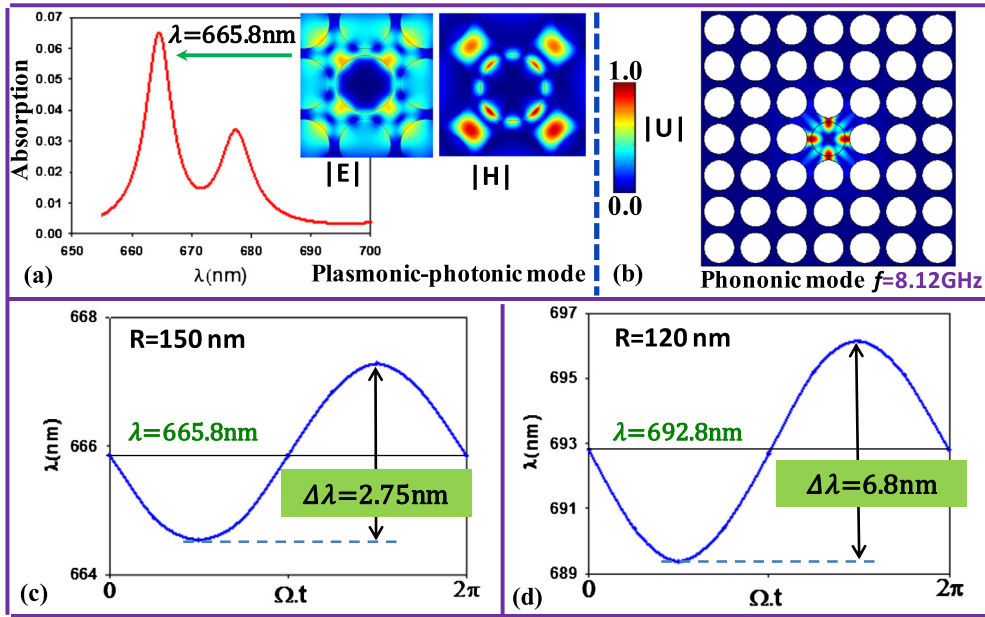 0.07
0.06
0.05
0.04
0.03
0.02
0.01
0.00
Absorption
650
660
670
680
690
700
λ(nm)
λ=665.8nm
|E|
|H|
(a)
Plasmonic-photonic mode
1.0
|U|
0.0
(b)
Phononic mode f=8.12GHz
668
666
664
λ(nm)
R=150 nm
λ=665.8nm
Δλ=2.75nm
0
Ω.t
2π
(c)
697
695
693
691
689
λ(nm)
R=120 nm
λ=692.8nm
Δλ=6.8nm
0
Ω.t
2π
(d)